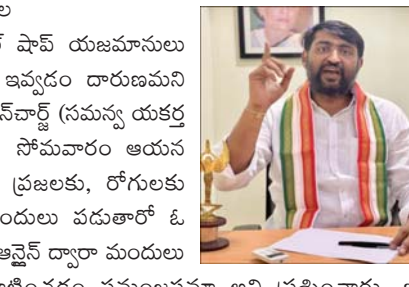 ల
షాప్ యజమానులు
ఇవ్వడం దారుణమని
న్‌చార్జ్ (సమన్వ యకర్త
సోమవారం ఆయన
ప్రజలకు, రోగులకు
ందులు పడుతారో ఓ
ఆన్లైన్ ద్వారా మందులు